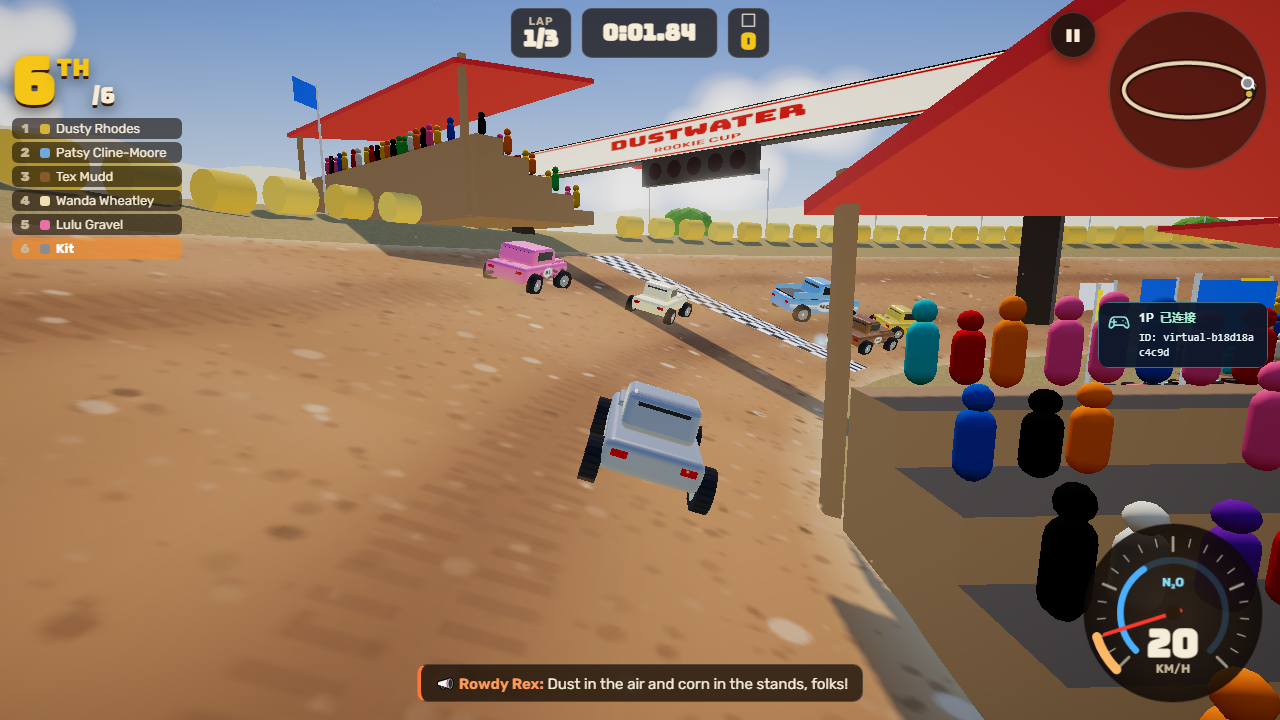 LAP
1/3
0:01.84
0
6TH
/6
1 Dusty Rhodes
2 Patsy Cline-Moore
3 Tex Mudd
4 Wanda Wheatley
5 Lulu Gravel
6 Kit
DUSTWATER
ROOKIE CUP
1P 已连接
ID: virtual-b18d18a
c4c9d
N₂O
20
KM/H
Rowdy Rex: Dust in the air and corn in the stands, folks!